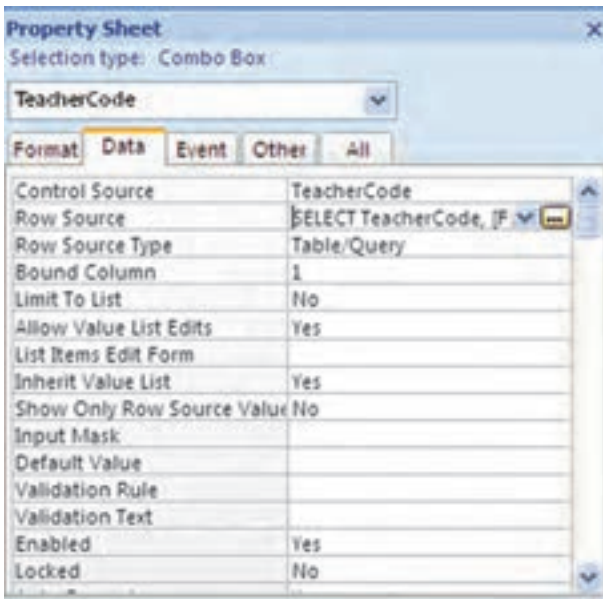 Property Sheet
Selection type: Combo Box
TeacherCode
Format Data Event Other All
Control Source TeacherCode
Row Source SELECT TeacherCode, [F
Row Source Type Table/Query
Bound Column 1
Limit To List No
Allow Value List Edits Yes
List Items Edit Form
Inherit Value List Yes
Show Only Row Source Value No
Input Mask
Default Value
Validation Rule
Validation Text
Enabled Yes
Locked No